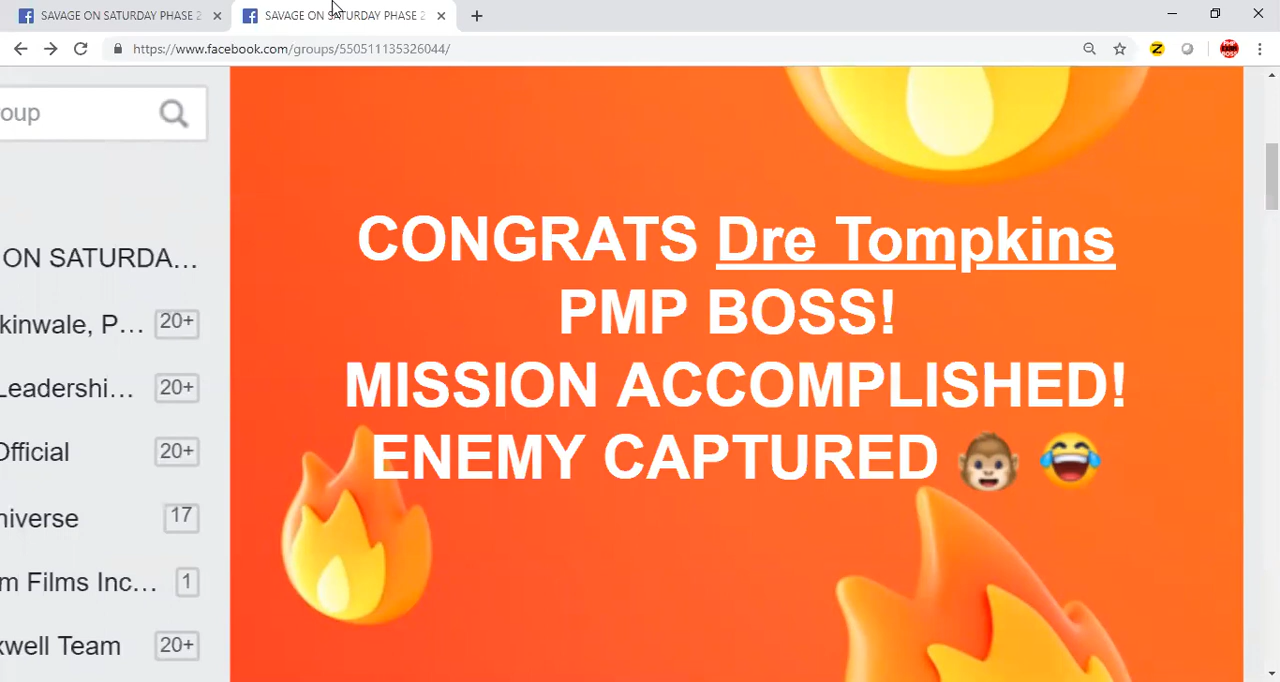 SAVAGE ON SATURDAY PHASE 2
SAVAGE ON SATURDAY PHASE 2
https://www.facebook.com/groups/550511135326044/
oup
ON SATURDA...
kinwale, P... 20+
Leadershi... 20+
Official 20+
niverse 17
m Films Inc... 1
xwell Team 20+
CONGRATS Dre Tompkins
PMP BOSS!
MISSION ACCOMPLISHED!
ENEMY CAPTURED 🐵 😂